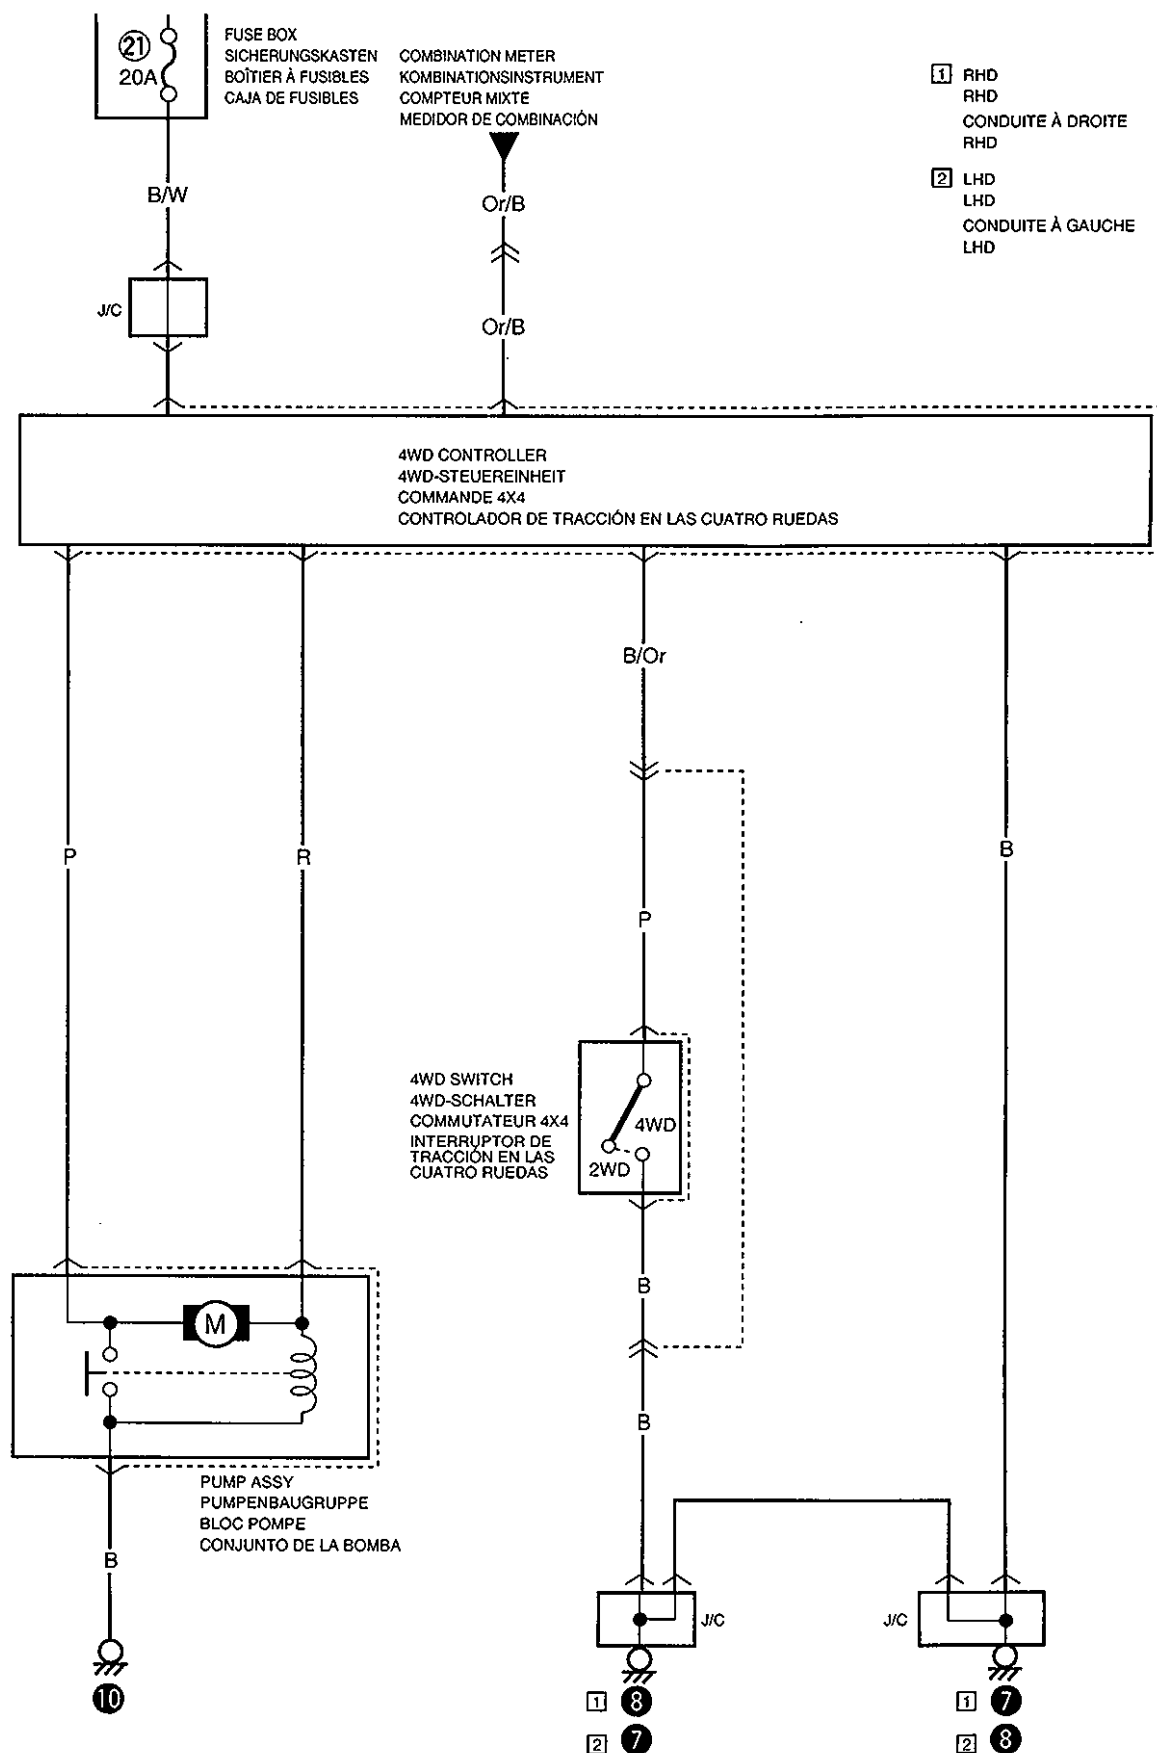 21
20A
FUSE BOX
SICHERUNGSKASTEN
BOÎTIER À FUSIBLES
CAJA DE FUSIBLES
COMBINATION METER
KOMBINATIONSINSTRUMENT
COMPTEUR MIXTE
MEDIDOR DE COMBINACIÓN
1 RHD
RHD
CONDUITE À DROITE
RHD
2 LHD
LHD
CONDUITE À GAUCHE
LHD
B/W
Or/B
J/C
Or/B
4WD CONTROLLER
4WD-STEUEREINHEIT
COMMANDE 4X4
CONTROLADOR DE TRACCIÓN EN LAS CUATRO RUEDAS
B/Or
P
R
B
P
4WD SWITCH
4WD-SCHALTER
COMMUTATEUR 4X4
INTERRUPTOR DE
TRACCIÓN EN LAS
CUATRO RUEDAS
4WD
2WD
B
M
B
PUMP ASSY
PUMPENBAUGRUPPE
BLOC POMPE
CONJUNTO DE LA BOMBA
B
J/C
J/C
10
1 8
2 7
1 7
2 8